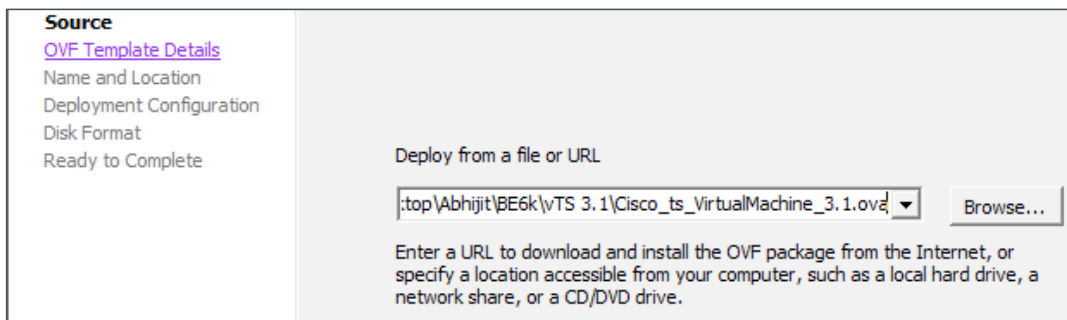 Source
OVF Template Details
Name and Location
Deployment Configuration
Disk Format
Ready to Complete
Deploy from a file or URL
:top\Abhijit\BE6k\vTS 3.1\Cisco_ts_VirtualMachine_3.1.ova
Browse...
Enter a URL to download and install the OVF package from the Internet, or
specify a location accessible from your computer, such as a local hard drive, a
network share, or a CD/DVD drive.